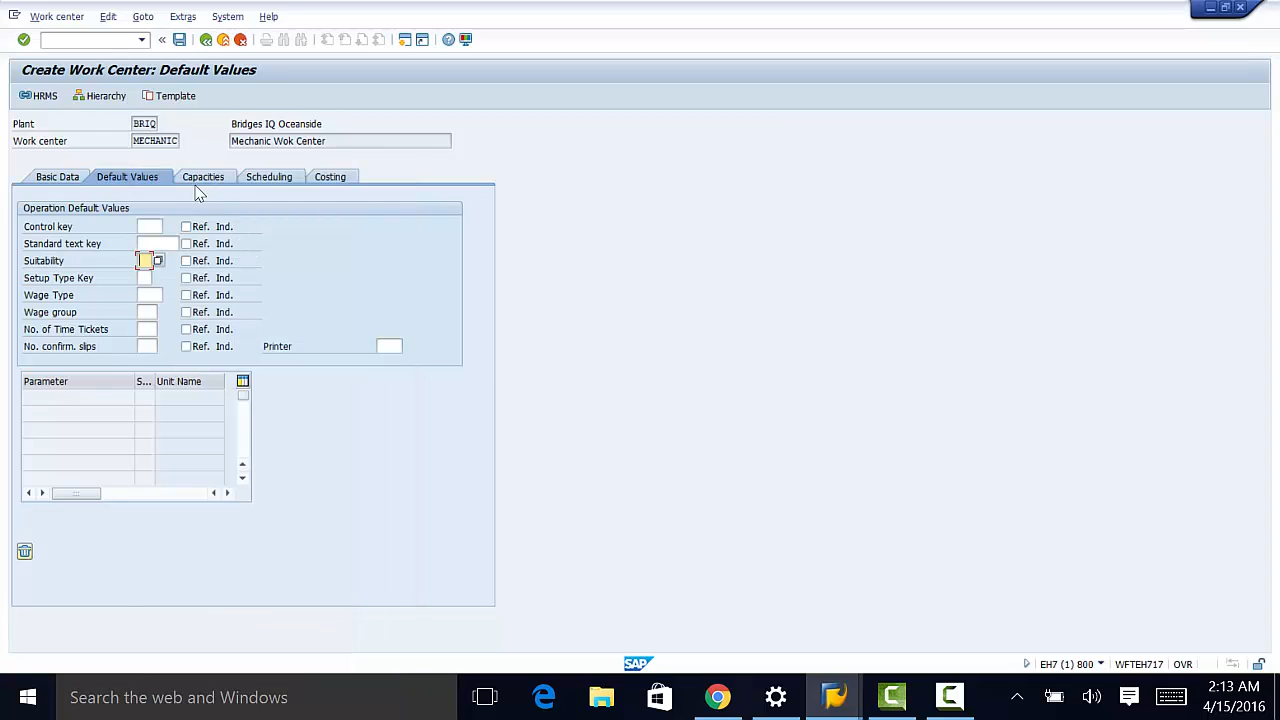 Work center Edit Goto Extras System Help
Create Work Center: Default Values
HRMS Hierarchy Template
Plant BRIQ Bridges IQ Oceanside
Work center MECHANIC Mechanic Wok Center
Basic Data Default Values Capacities Scheduling Costing
Operation Default Values
Control key Ref. Ind.
Standard text key Ref. Ind.
Suitability Ref. Ind.
Setup Type Key Ref. Ind.
Wage Type Ref. Ind.
Wage group Ref. Ind.
No. of Time Tickets Ref. Ind.
No. confirm. slips Ref. Ind. Printer
Parameter S... Unit Name
SAP EH7 (1) 800 WFTEH717 OVR
Search the web and Windows
2:13 AM
4/15/2016